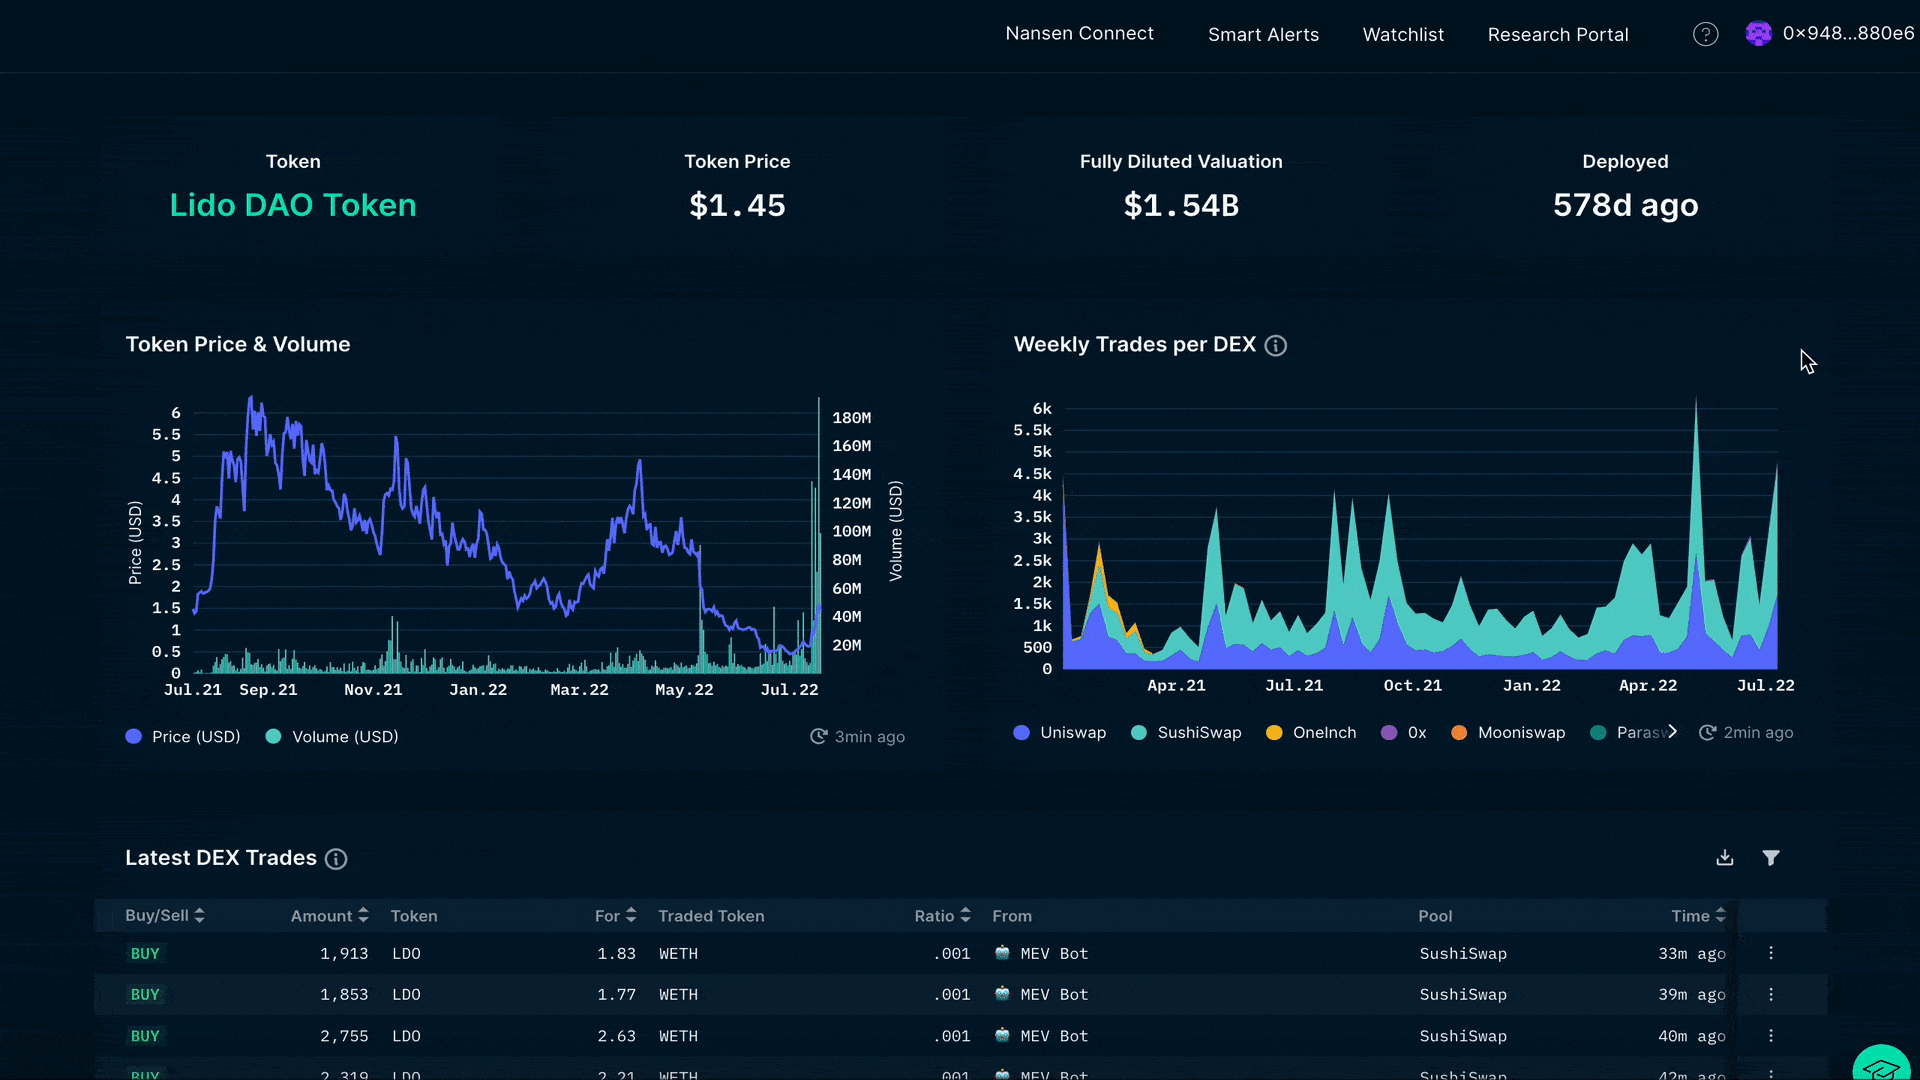 Nansen Connect Smart Alerts Watchlist Research Portal ? 0×948...880e6
Token Token Price Fully Diluted Valuation Deployed
Lido DAO Token $1.45 $1.54B 578d ago
Token Price & Volume
Price (USD)
6
5.5
5
4.5
4
3.5
3
2.5
2
1.5
1
0.5
0
180M
160M
140M
120M
100M
80M
60M
40M
20M
Volume (USD)
Jul.21 Sep.21 Nov.21 Jan.22 Mar.22 May.22 Jul.22
Price (USD) Volume (USD) 3min ago
Weekly Trades per DEX
6k
5.5k
5k
4.5k
4k
3.5k
3k
2.5k
2k
1.5k
1k
500
0
Apr.21 Jul.21 Oct.21 Jan.22 Apr.22 Jul.22
Uniswap SushiSwap OneInch 0x Mooniswap Parasw 2min ago
Latest DEX Trades
Buy/Sell Amount Token For Traded Token Ratio From Pool Time
BUY 1,913 LDO 1.83 WETH .001 MEV Bot SushiSwap 33m ago
BUY 1,853 LDO 1.77 WETH .001 MEV Bot SushiSwap 39m ago
BUY 2,755 LDO 2.63 WETH .001 MEV Bot SushiSwap 40m ago
BUY 2,319 LDO 2.21 WETH .001 MEV Bot SushiSwap 42m ago